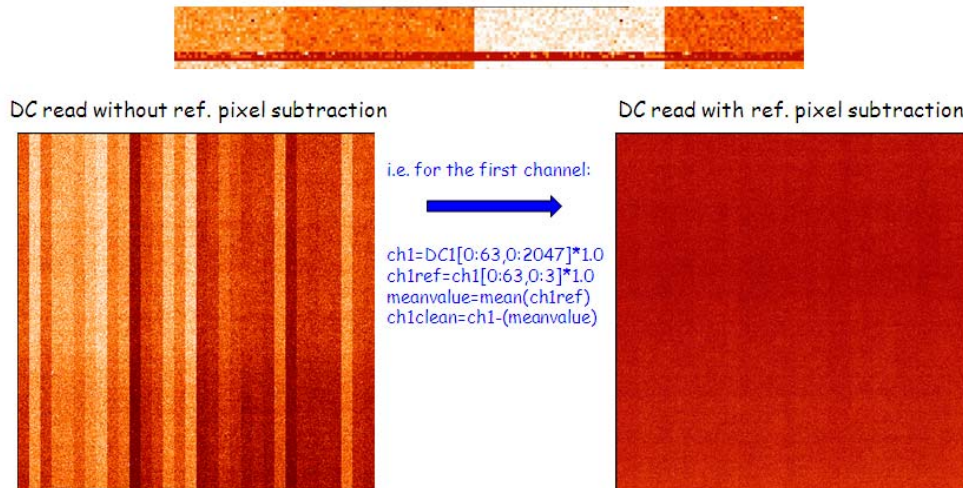 DC read without ref. pixel subtraction
DC read with ref. pixel subtraction
i.e. for the first channel:
ch1=DC1[0:63,0:2047]*1.0
ch1ref=ch1[0:63,0:3]*1.0
meanvalue=mean(ch1ref)
ch1clean=ch1-(meanvalue)